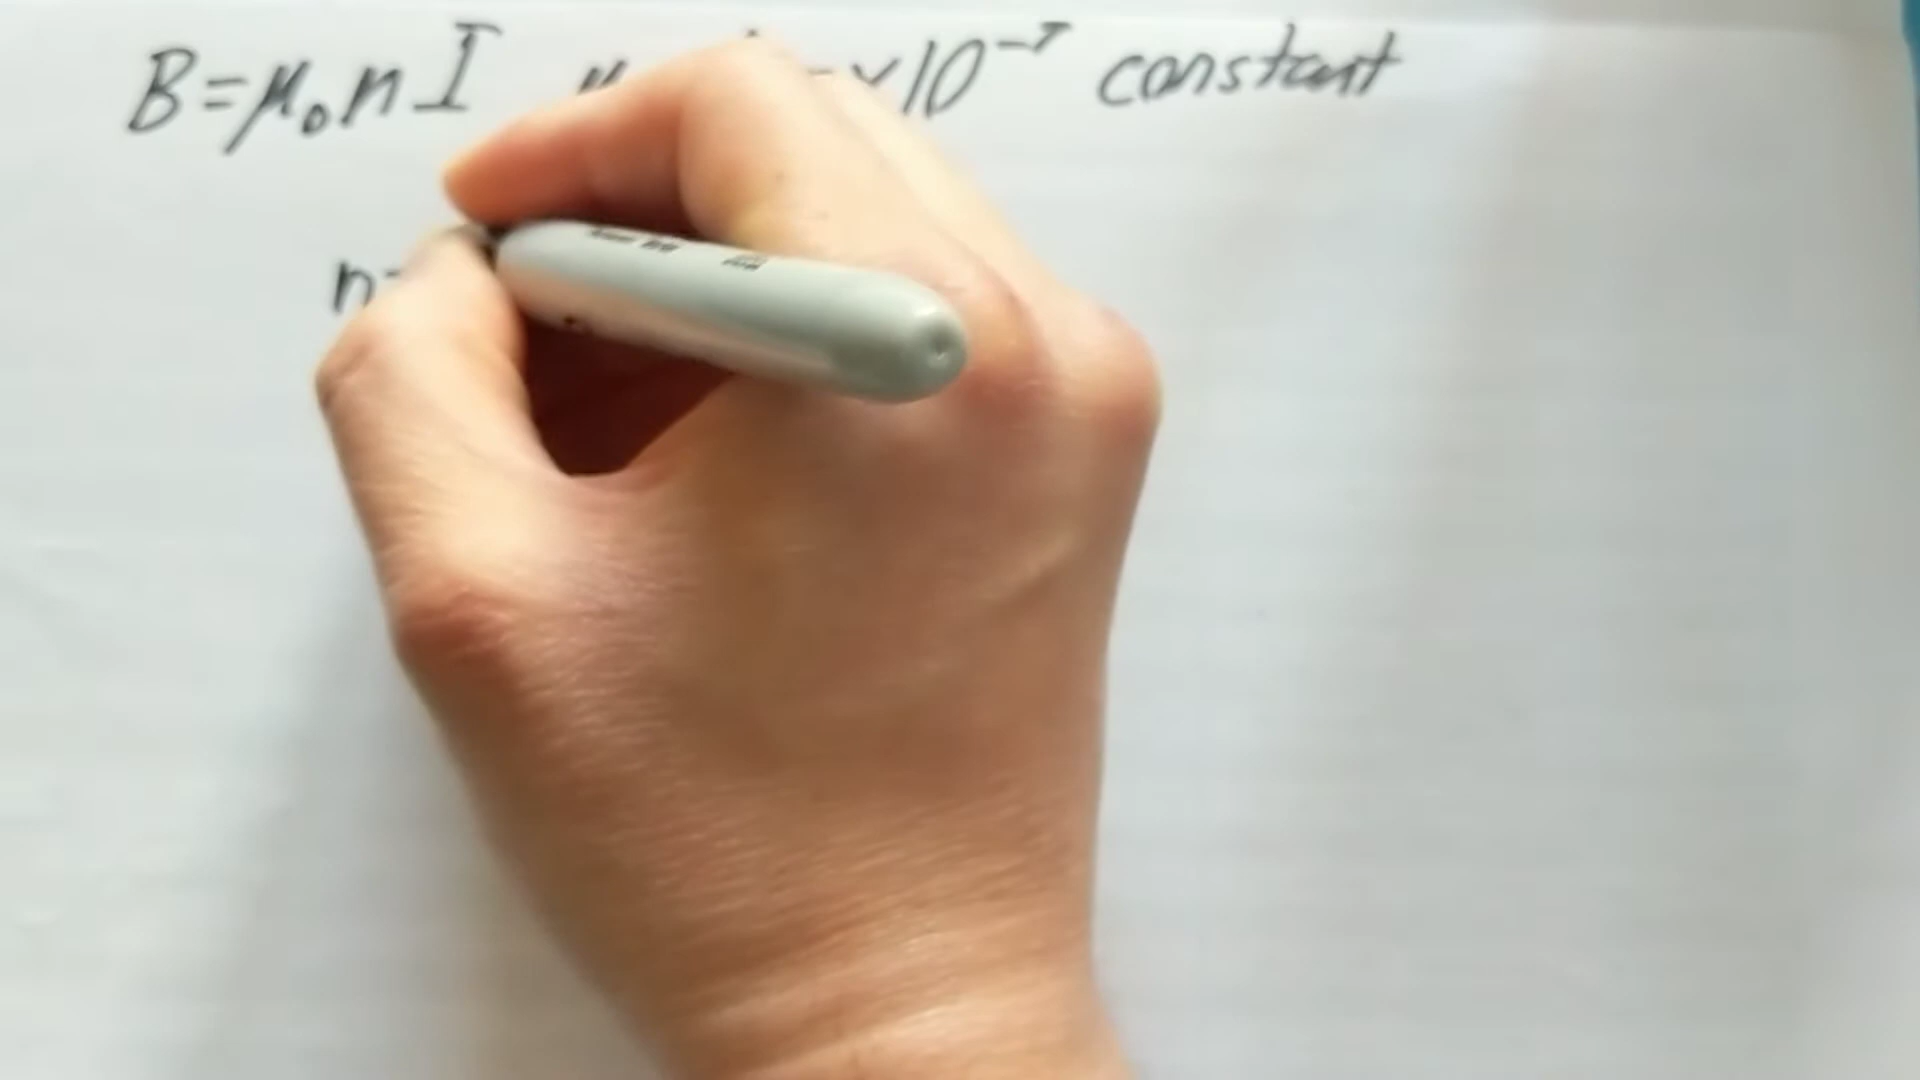 B=μ₀nI μ ×10⁻⁷ constant
n=